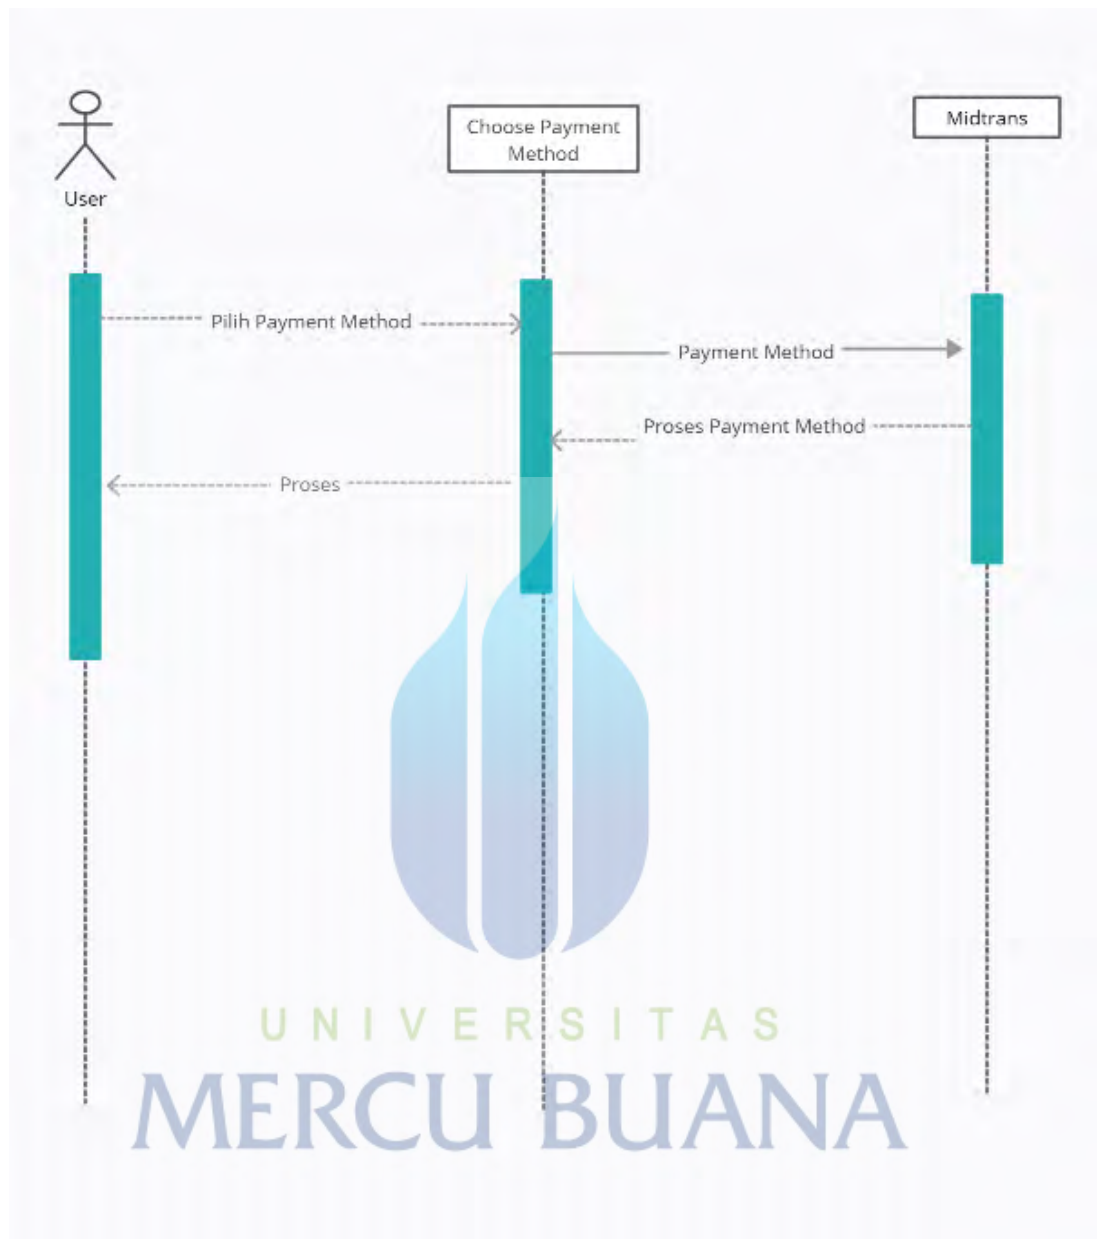 Choose Payment
Method
Midtrans
User
Pilih Payment Method
Payment Method
Proses Payment Method
Proses
UNIVERSITAS
MERCU BUANA